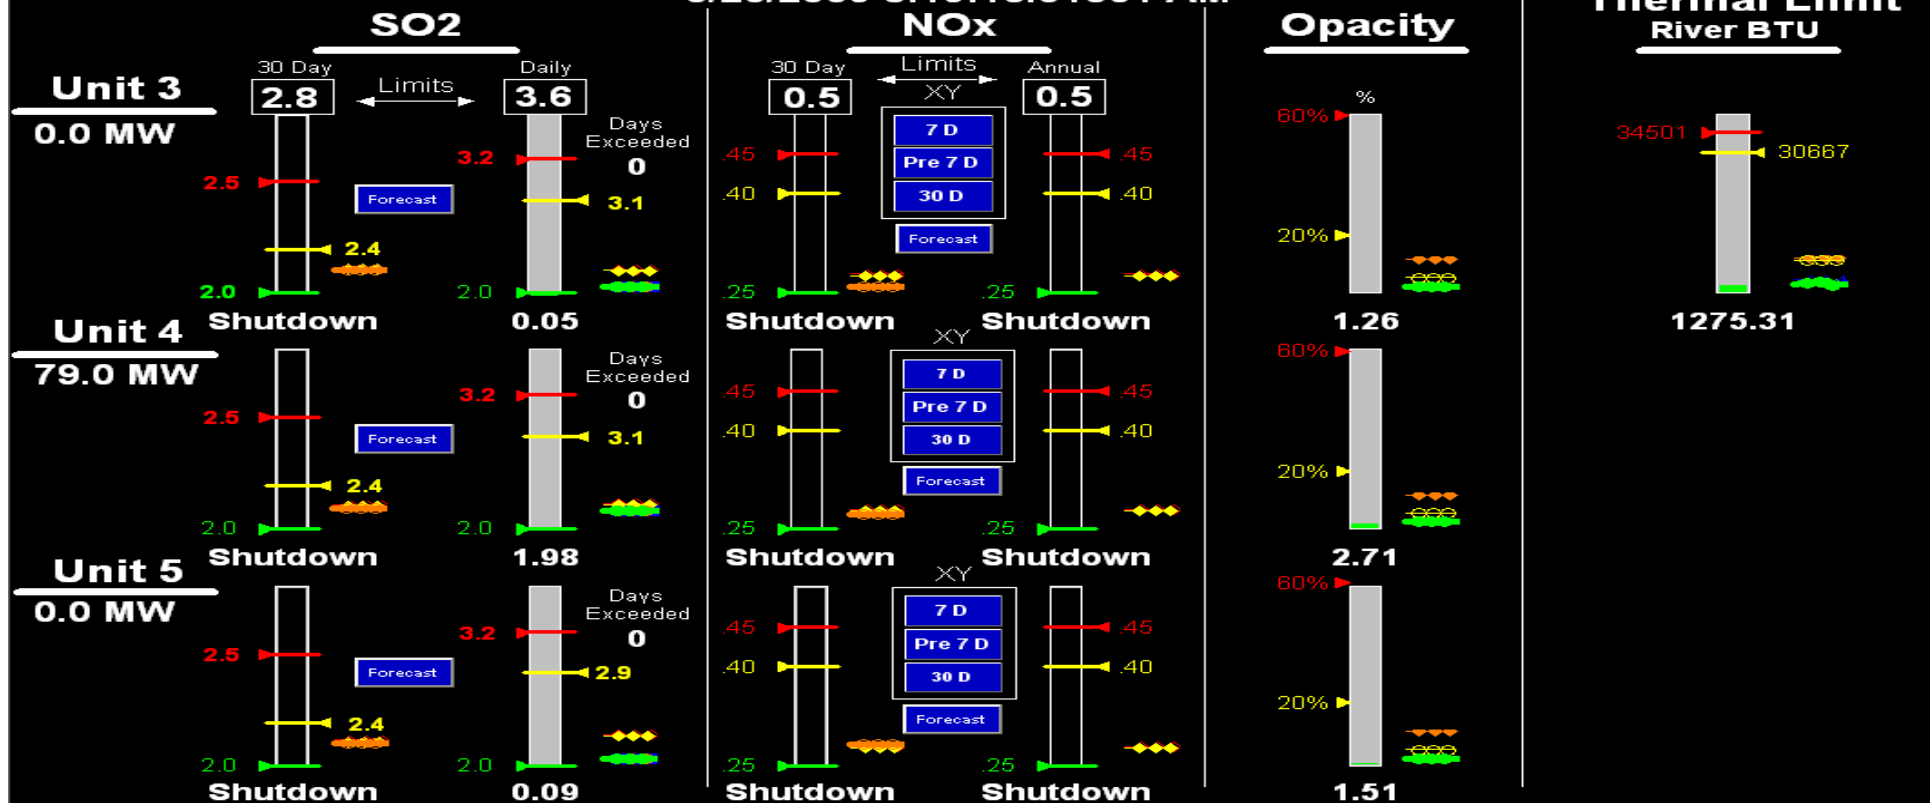 SO2
NOx
Opacity
Thermal Limit
River BTU
Unit 3
0.0 MW
30 Day
2.8
Limits
Daily
3.6
30 Day
0.5
Limits
XY
Annual
0.5
%
Days
Exceeded
0
7 D
Pre 7 D
30 D
Forecast
Forecast
2.5
2.4
2.0
3.2
3.1
2.0
.45
.40
.25
.45
.40
.25
60%
20%
34501
30667
Shutdown
0.05
Shutdown
Shutdown
1.26
1275.31
Unit 4
79.0 MW
XY
Days
Exceeded
0
7 D
Pre 7 D
30 D
Forecast
Forecast
2.5
2.4
2.0
3.2
3.1
2.0
.45
.40
.25
.45
.40
.25
60%
20%
Shutdown
1.98
Shutdown
Shutdown
2.71
Unit 5
0.0 MW
XY
Days
Exceeded
0
7 D
Pre 7 D
30 D
Forecast
Forecast
2.5
2.4
2.0
3.2
2.9
2.0
.45
.40
.25
.45
.40
.25
60%
20%
Shutdown
0.09
Shutdown
Shutdown
1.51